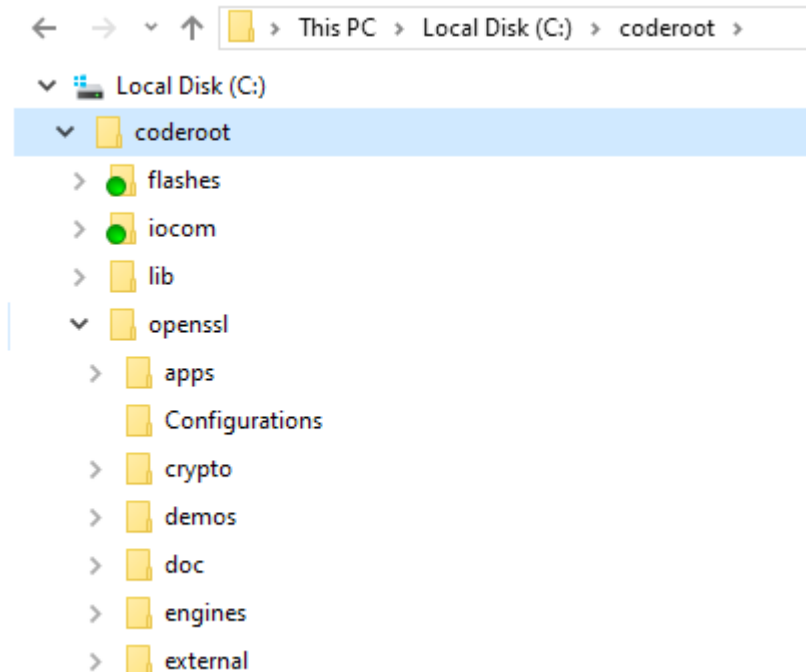 This PC > Local Disk (C:) > coderoot >
Local Disk (C:)
coderoot
flashes
iocom
lib
openssl
apps
Configurations
crypto
demos
doc
engines
external